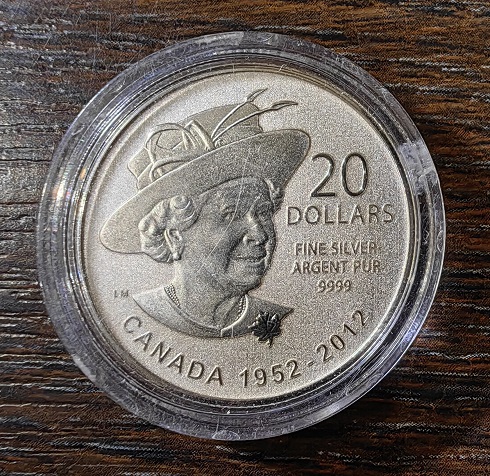 20
DOLLARS
FINE SILVER
ARGENT PUR
9999
LM
CANADA 1952 - 2012